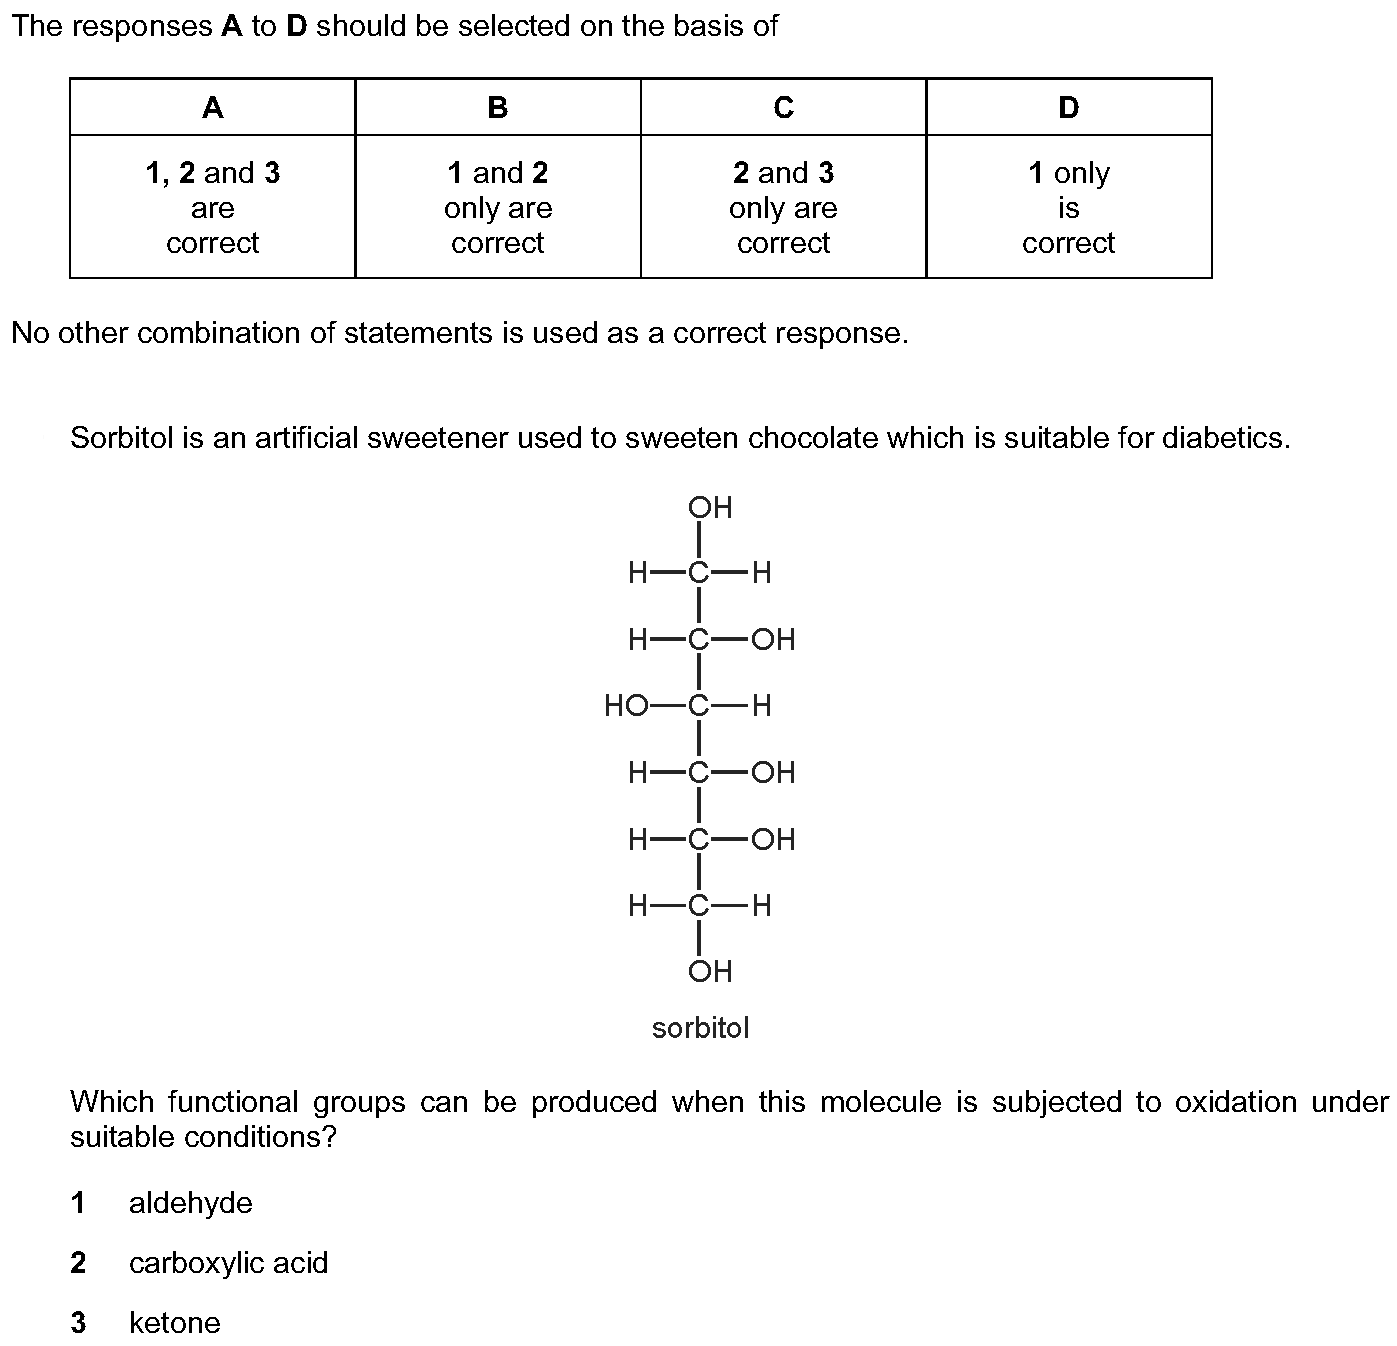 The responses A to D should be selected on the basis of
A B C D
1, 2 and 3 1 and 2 2 and 3 1 only
are only are only are is
correct correct correct correct
No other combination of statements is used as a correct response.
Sorbitol is an artificial sweetener used to sweeten chocolate which is suitable for diabetics.
OH
H C H
H C OH
HO C H
H C OH
H C OH
H C H
OH
sorbitol
Which functional groups can be produced when this molecule is subjected to oxidation under
suitable conditions?
1 aldehyde
2 carboxylic acid
3 ketone